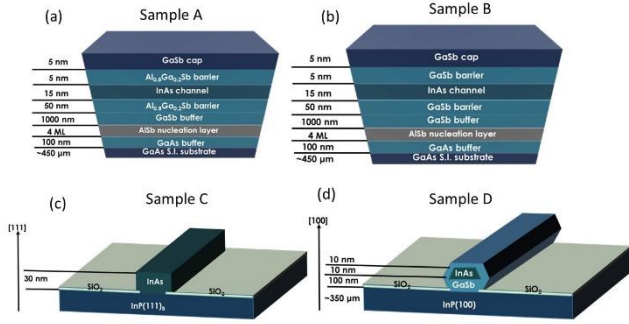 (a)
Sample A
5 nm
GaSb cap
5 nm
Al0.8Ga0.2Sb barrier
15 nm
InAs channel
50 nm
Al0.8Ga0.2Sb barrier
1000 nm
GaSb buffer
4 ML
AlSb nucleation layer
100 nm
GaAs buffer
~450 µm
GaAs S.I. substrate
(b)
Sample B
5 nm
GaSb cap
5 nm
GaSb barrier
15 nm
InAs channel
50 nm
GaSb barrier
1000 nm
GaSb buffer
4 ML
AlSb nucleation layer
100 nm
GaAs buffer
~450 µm
GaAs S.I. substrate
(c)
Sample C
[111]
30 nm
InAs
SiO2
SiO2
InP(111)B
(d)
Sample D
[100]
10 nm
10 nm
100 nm
~350 µm
InAs
GaSb
SiO2
SiO2
InP(100)